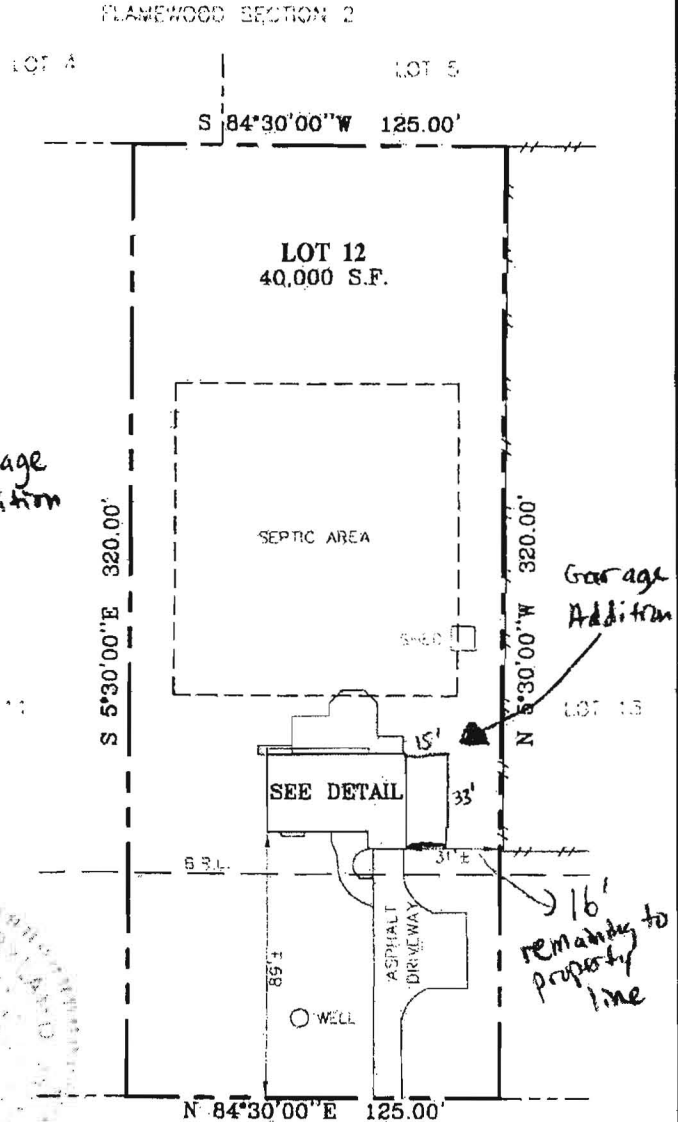 FLAMEWOOD SECTION 2
LOT 4
LOT 5
S 84°30'00"W 125.00'
LOT 12
40,000 S.F.
age
ition
S 5°30'00"E 320.00'
SEPTIC AREA
SHED
N 5°30'00"W 320.00'
Garage
Addition
11
LOT 13
15'
SEE DETAIL
33'
31'±
B.R.L.
16'
remaining to
property
line
ASPHALT
DRIVEWAY
WELL
N 84°30'00"E 125.00'